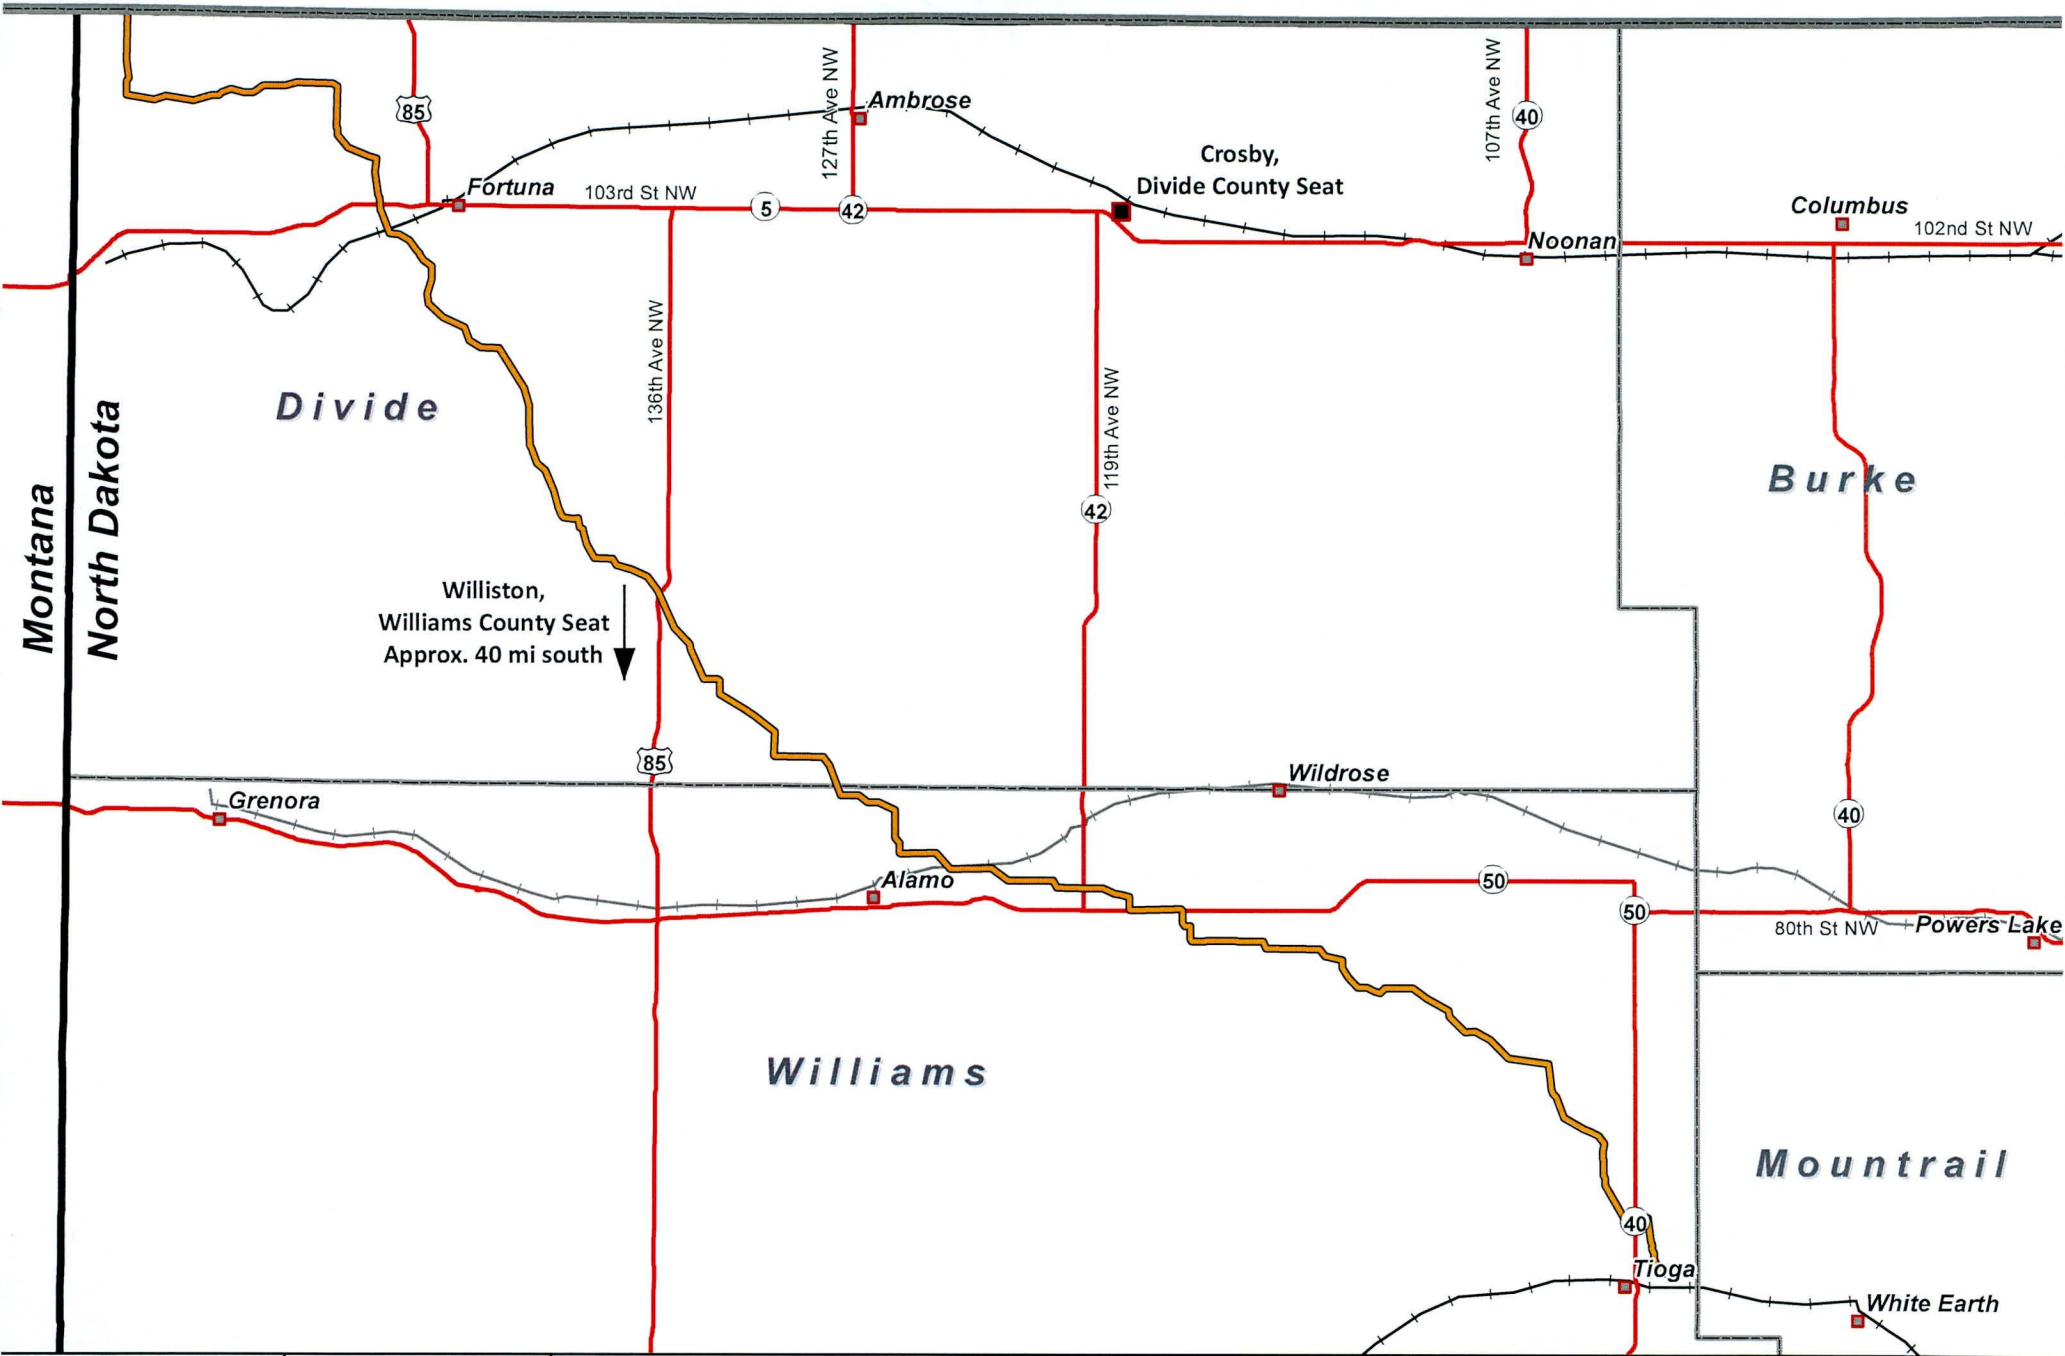 85
127th Ave NW
Ambrose
107th Ave NW
40
Crosby,
Divide County Seat
Fortuna
103rd St NW
5
42
Columbus
102nd St NW
Noonan
136th Ave NW
119th Ave NW
Divide
Montana
North Dakota
Burke
42
Williston,
Williams County Seat
Approx. 40 mi south
85
Wildrose
Grenora
40
Alamo
50
50
80th St NW
Powers Lake
Williams
Mountrail
40
Tioga
White Earth